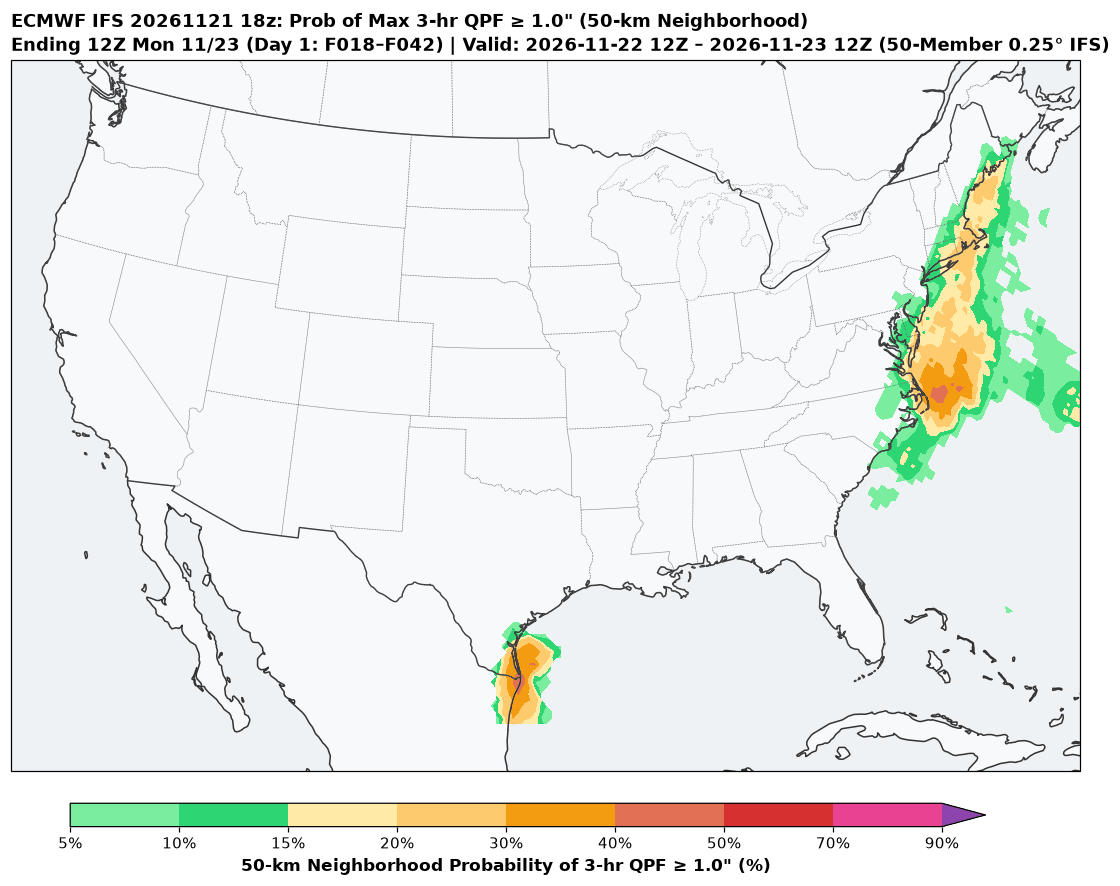 ECMWF IFS 20261121 18z: Prob of Max 3-hr QPF ≥ 1.0" (50-km Neighborhood)
Ending 12Z Mon 11/23 (Day 1: F018–F042) | Valid: 2026-11-22 12Z – 2026-11-23 12Z (50-Member 0.25° IFS)
5% 10% 15% 20% 30% 40% 50% 70% 90%
50-km Neighborhood Probability of 3-hr QPF ≥ 1.0" (%)